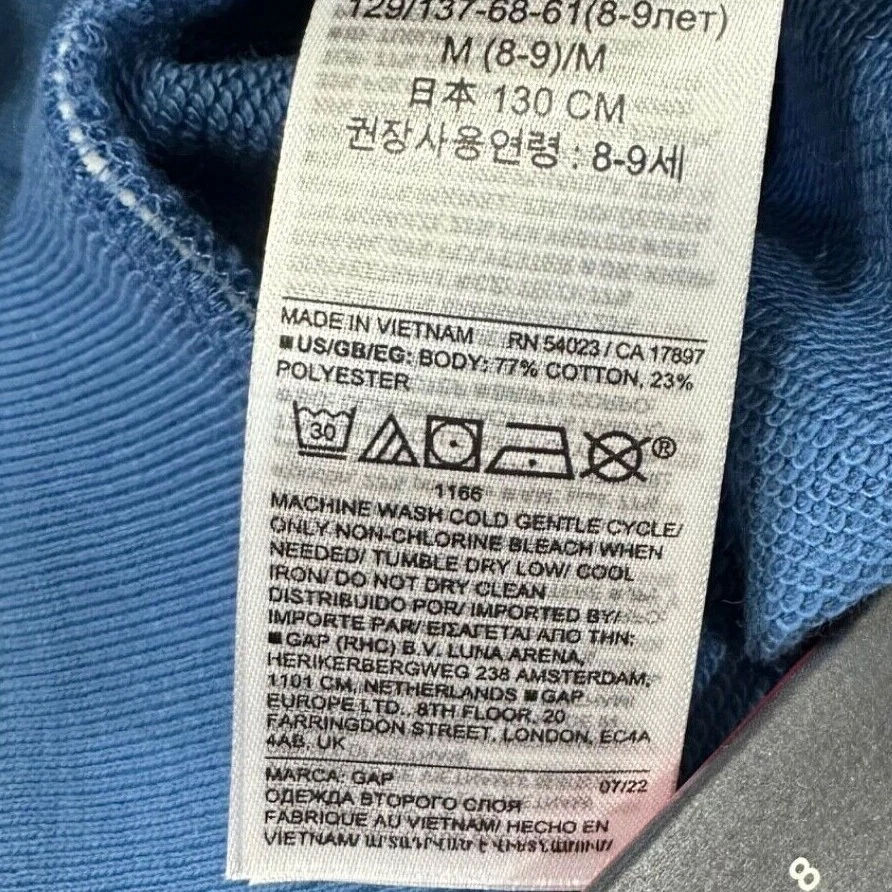 129/137-68-61(8-9лет)
M (8-9)/M
日本 130 CM
권장사용연령 : 8-9세
MADE IN VIETNAM RN 54023 / CA 17897
■US/GB/EG: BODY: 77% COTTON, 23%
POLYESTER
30
®
1166
MACHINE WASH COLD GENTLE CYCLE/
ONLY NON-CHLORINE BLEACH WHEN
NEEDED/ TUMBLE DRY LOW/ COOL
IRON/ DO NOT DRY CLEAN
DISTRIBUIDO POR/ IMPORTED BY/
IMPORTE PAR/ ΕΙΣΑΓΕΤΑΙ ΑΠΟ ΤΗΝ:
■GAP (RHC) B.V. LUNA ARENA,
HERIKERBERGWEG 238 AMSTERDAM,
1101 CM, NETHERLANDS ■GAP
EUROPE LTD., 8TH FLOOR, 20
FARRINGDON STREET, LONDON, EC4A
4AB, UK
MARCA: GAP 07/22
ОДЕЖДА ВТОРОГО СЛОЯ
FABRIQUE AU VIETNAM/ HECHO EN
VIETNAM/
8